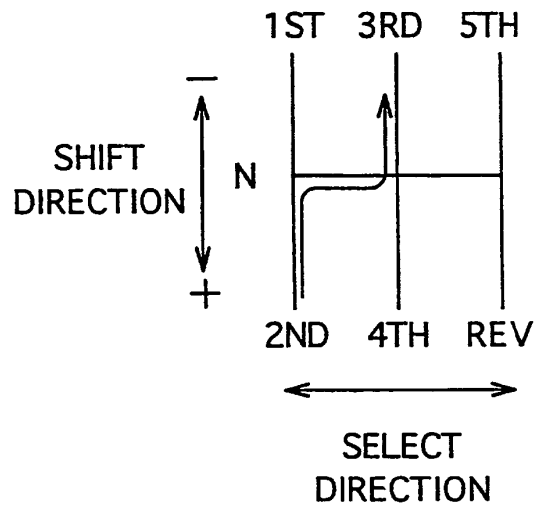 1ST 3RD 5TH
−
SHIFT
DIRECTION
N
+
2ND 4TH REV
SELECT
DIRECTION